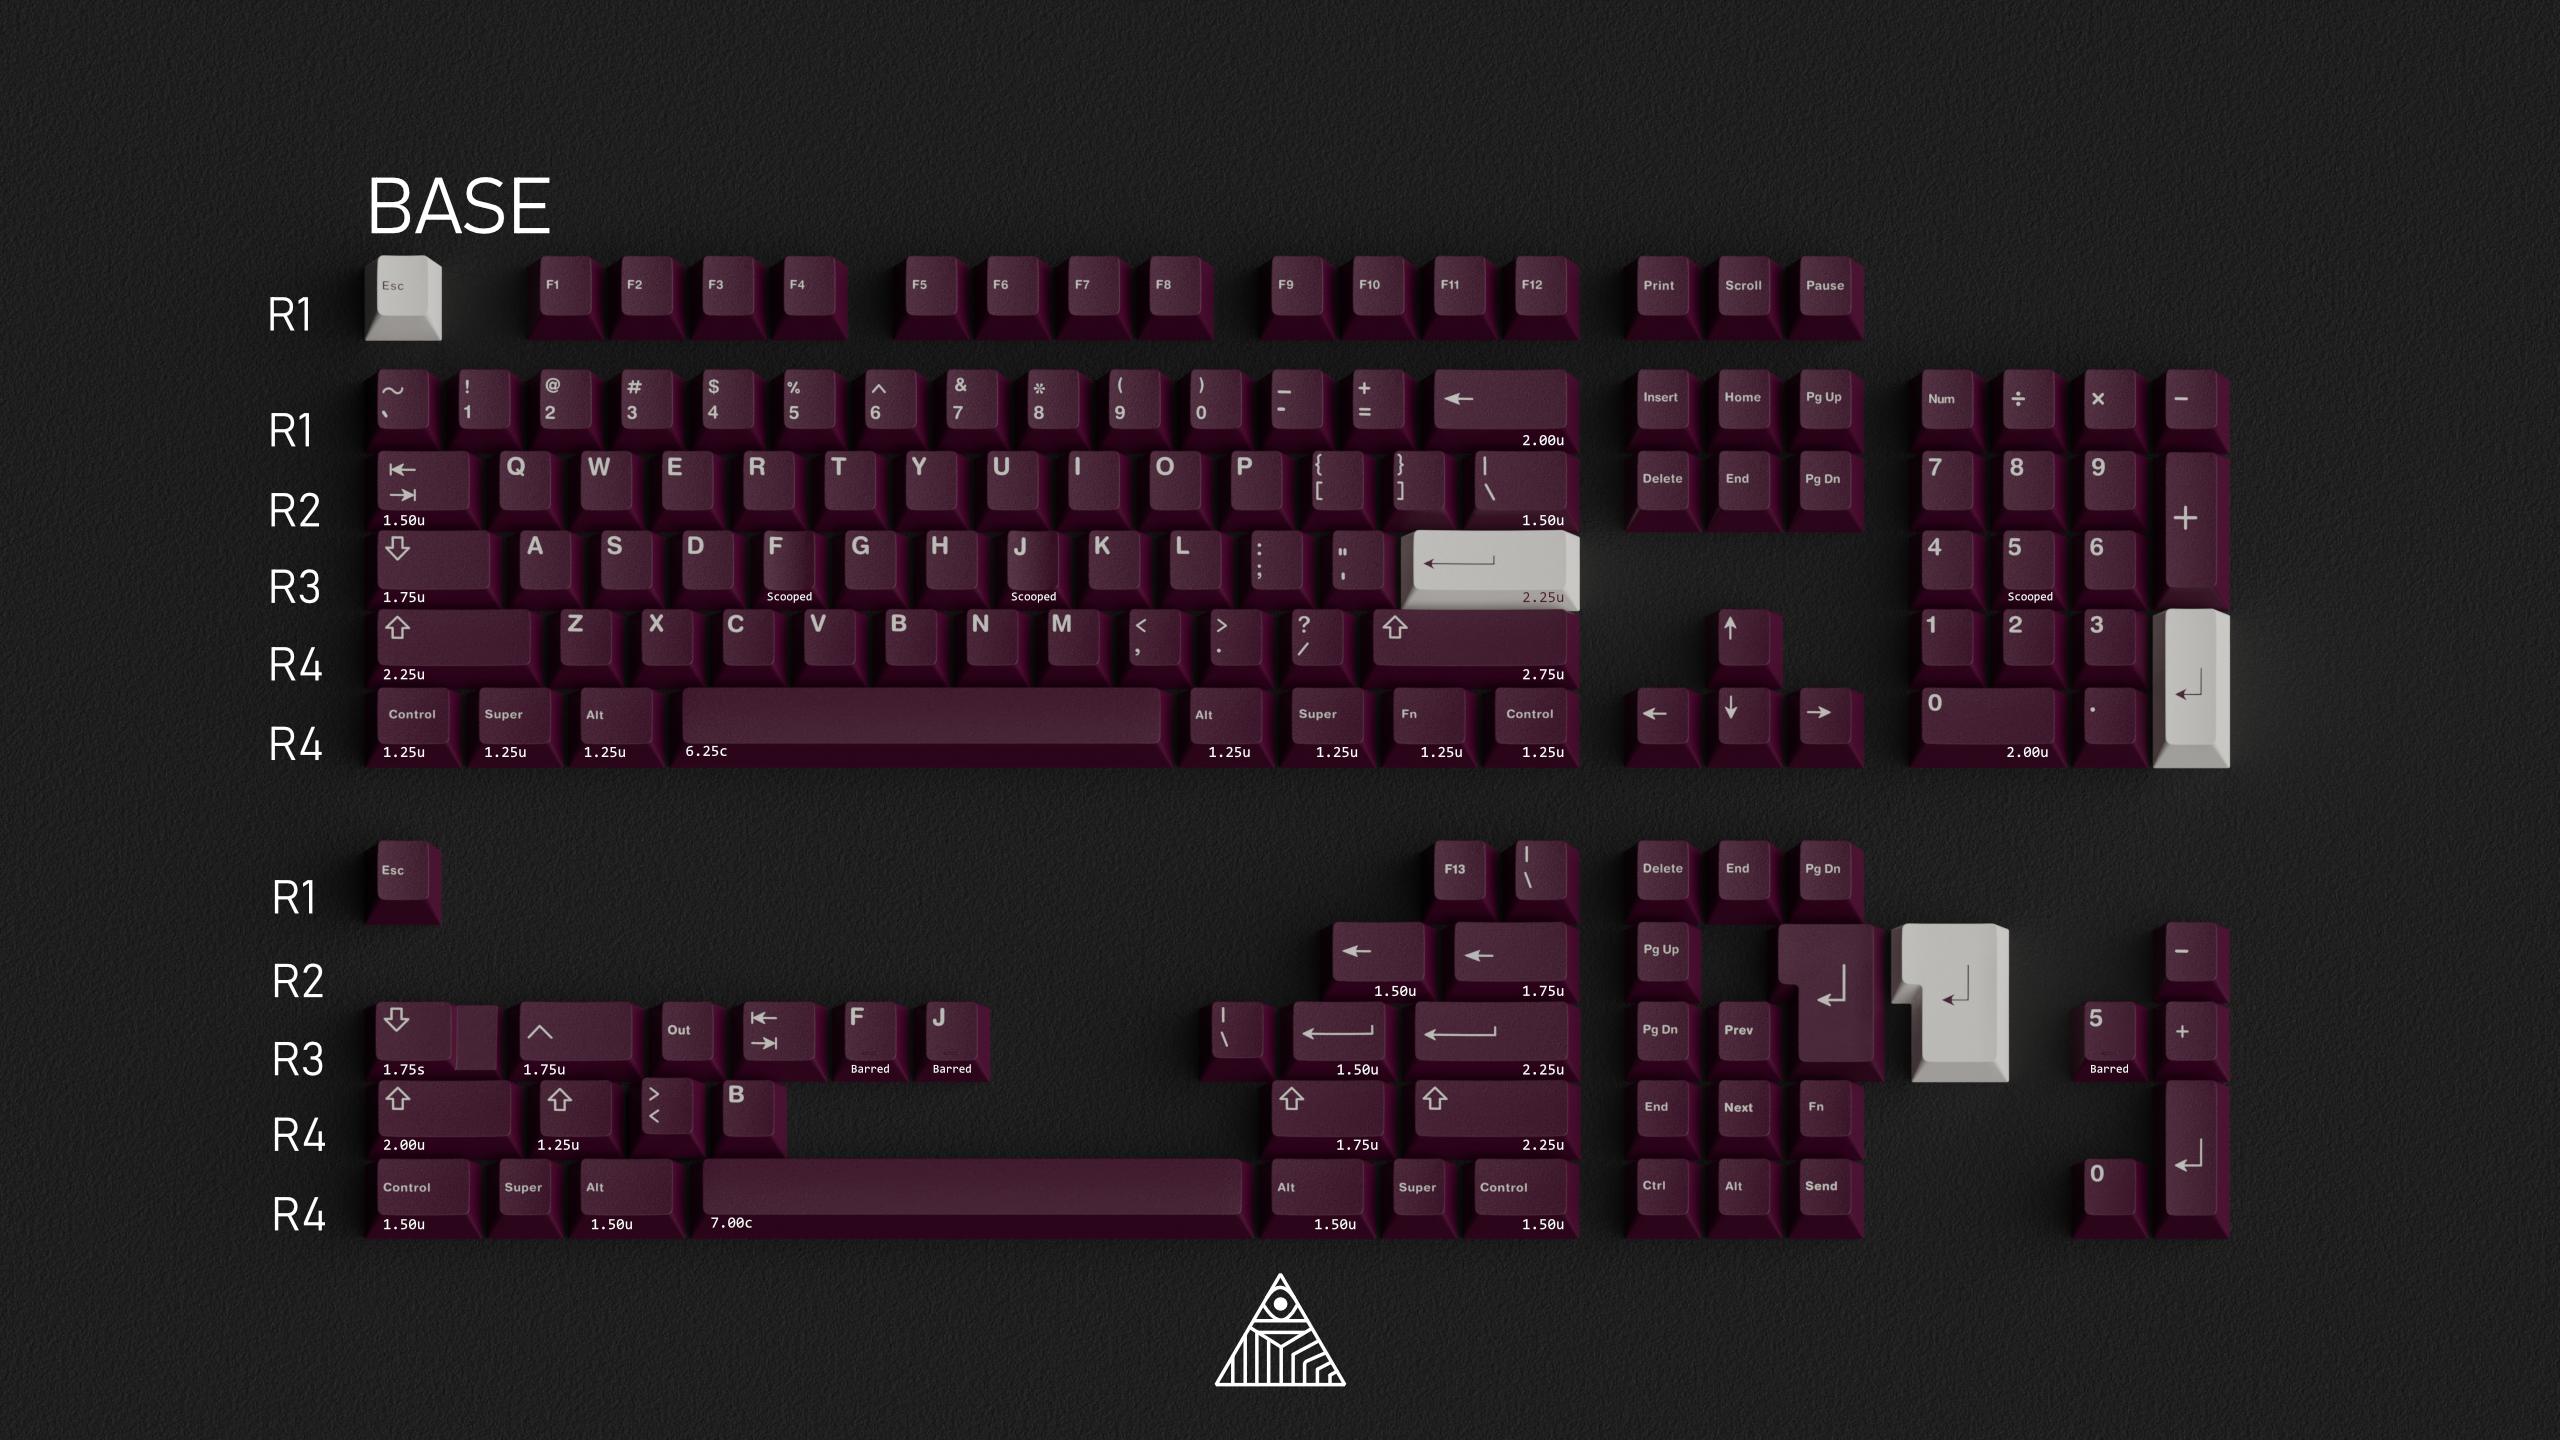 BASE
R1 Esc F1 F2 F3 F4 F5 F6 F7 F8 F9 F10 F11 F12 Print Scroll Pause
~ ! @ # $ % ^ & * ( ) _ +
R1 ` 1 2 3 4 5 6 7 8 9 0 - = ← Insert Home Pg Up Num ÷ × −
2.00u
Q W E R T Y U I O P { } | 7 8 9
R2 ⇤ ⇥ [ ] \ Delete End Pg Dn +
1.50u 1.50u
⇩ A S D F G H J K L : " ↵ 4 5 6
R3 ; '
1.75u Scooped Scooped 2.25u Scooped
⇧ Z X C V B N M < > ? ⇧ ↑ 1 2 3 ↵
R4 , . /
2.25u 2.75u
Control Super Alt Alt Super Fn Control ← ↓ → 0 .
R4 1.25u 1.25u 1.25u 6.25c 1.25u 1.25u 1.25u 1.25u 2.00u
R1 Esc F13 | \ Delete End Pg Dn
R2 ← ← Pg Up ↵ ↵ −
1.50u 1.75u
⇩ ^ Out ⇤ ⇥ F J | \ ↵ ↵ Pg Dn Prev 5 +
R3 1.75s 1.75u Barred Barred 1.50u 2.25u Barred
⇧ ⇧ > < B ⇧ ⇧ End Next Fn ↵
R4 2.00u 1.25u 1.75u 2.25u
Control Super Alt Alt Super Control Ctrl Alt Send 0
R4 1.50u 1.50u 7.00c 1.50u 1.50u